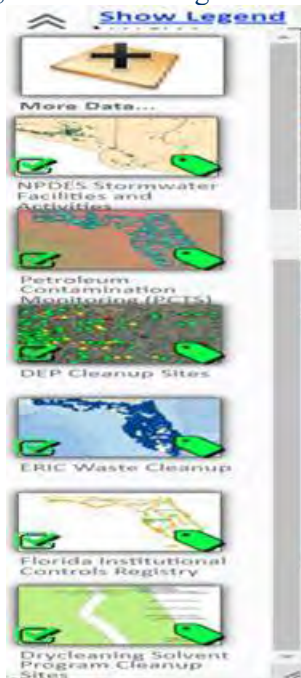 Show Legend
More Data...
NPDES Stormwater
Facilities and
Activities
Petroleum
Contamination
Monitoring (PCTS)
DEP Cleanup Sites
ERIC Waste Cleanup
Florida Institutional
Controls Registry
Drycleaning Solvent
Program Cleanup
Sites